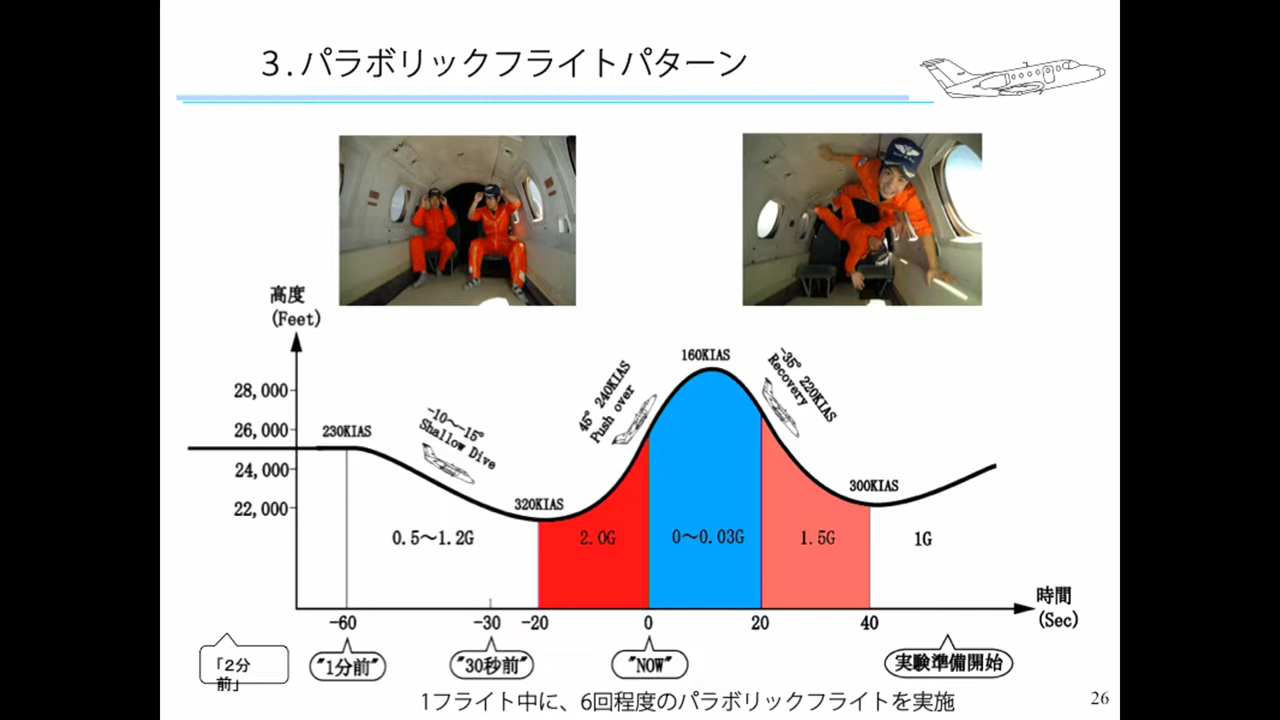 3. パラボリックフライトパターン
高度
(Feet)
28,000
26,000
24,000
22,000
230KIAS
-10～-15°
Shallow Dive
320KIAS
45° 240KIAS
Push over
160KIAS
-35° 220KIAS
Recovery
300KIAS
0.5～1.2G
2.0G
0～0.03G
1.5G
1G
-60
-30
-20
0
20
40
時間
(Sec)
「2分
前」
"1分前"
"30秒前"
"NOW"
実験準備開始
1フライト中に、6回程度のパラボリックフライトを実施
26